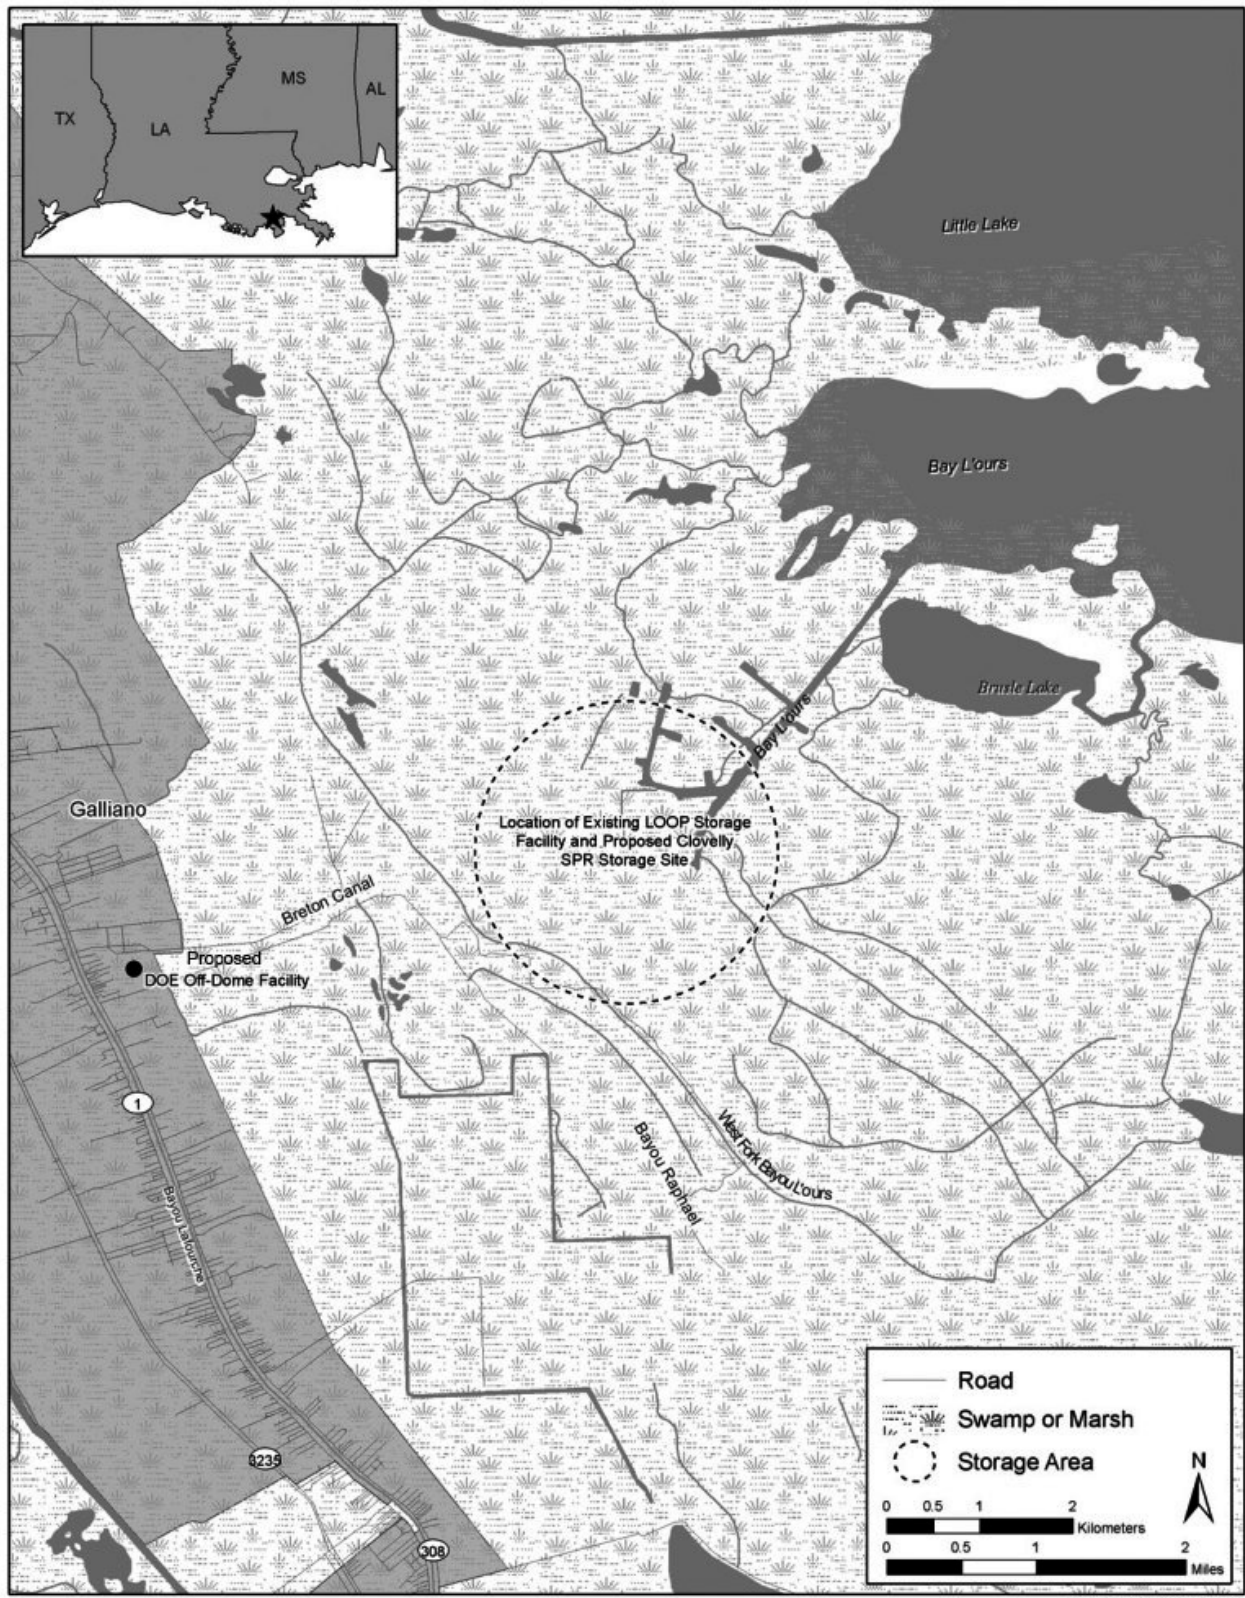 TX
LA
MS
AL
Little Lake
Bay L'ours
Brusle Lake
Bay L'ours
Galliano
Location of Existing LOOP Storage
Facility and Proposed Clovelly
SPR Storage Site
Breton Canal
Proposed
DOE Off-Dome Facility
1
Bayou Lafourche
Bayou Raphael
West Fork Bayou L'ours
3235
308
Road
Swamp or Marsh
Storage Area
N
0 0.5 1 2
Kilometers
0 0.5 1 2
Miles